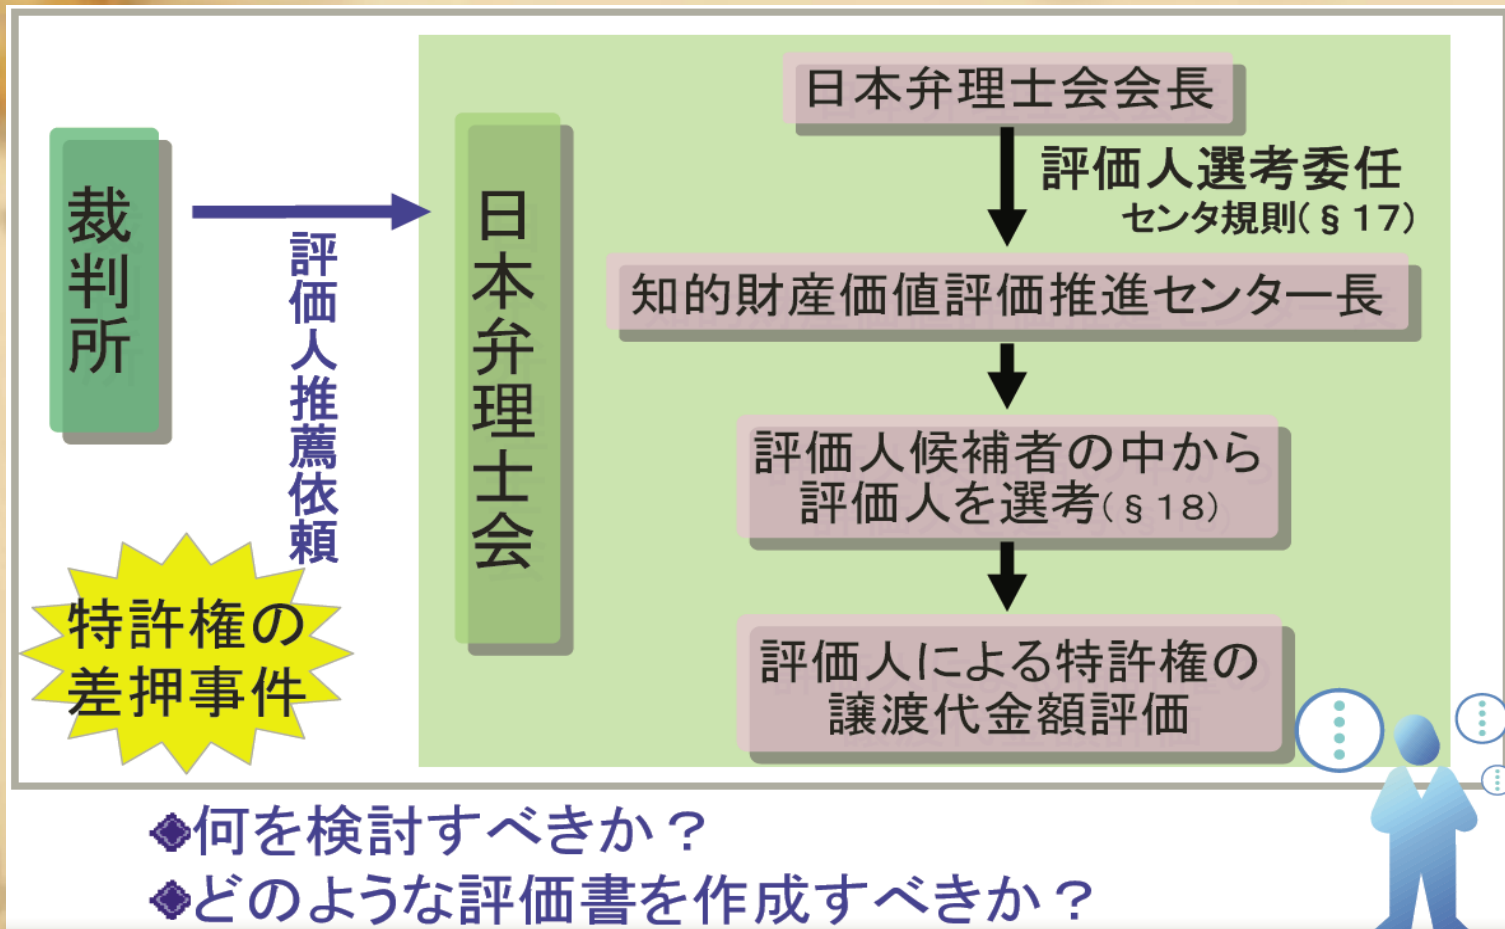 裁判所
評価人推薦依頼
特許権の
差押事件
日本弁理士会
日本弁理士会会長
評価人選考委任
センタ規則(§17)
知的財産価値評価推進センター長
評価人候補者の中から
評価人を選考(§18)
評価人による特許権の
譲渡代金額評価
◆何を検討すべきか?
◆どのような評価書を作成すべきか?